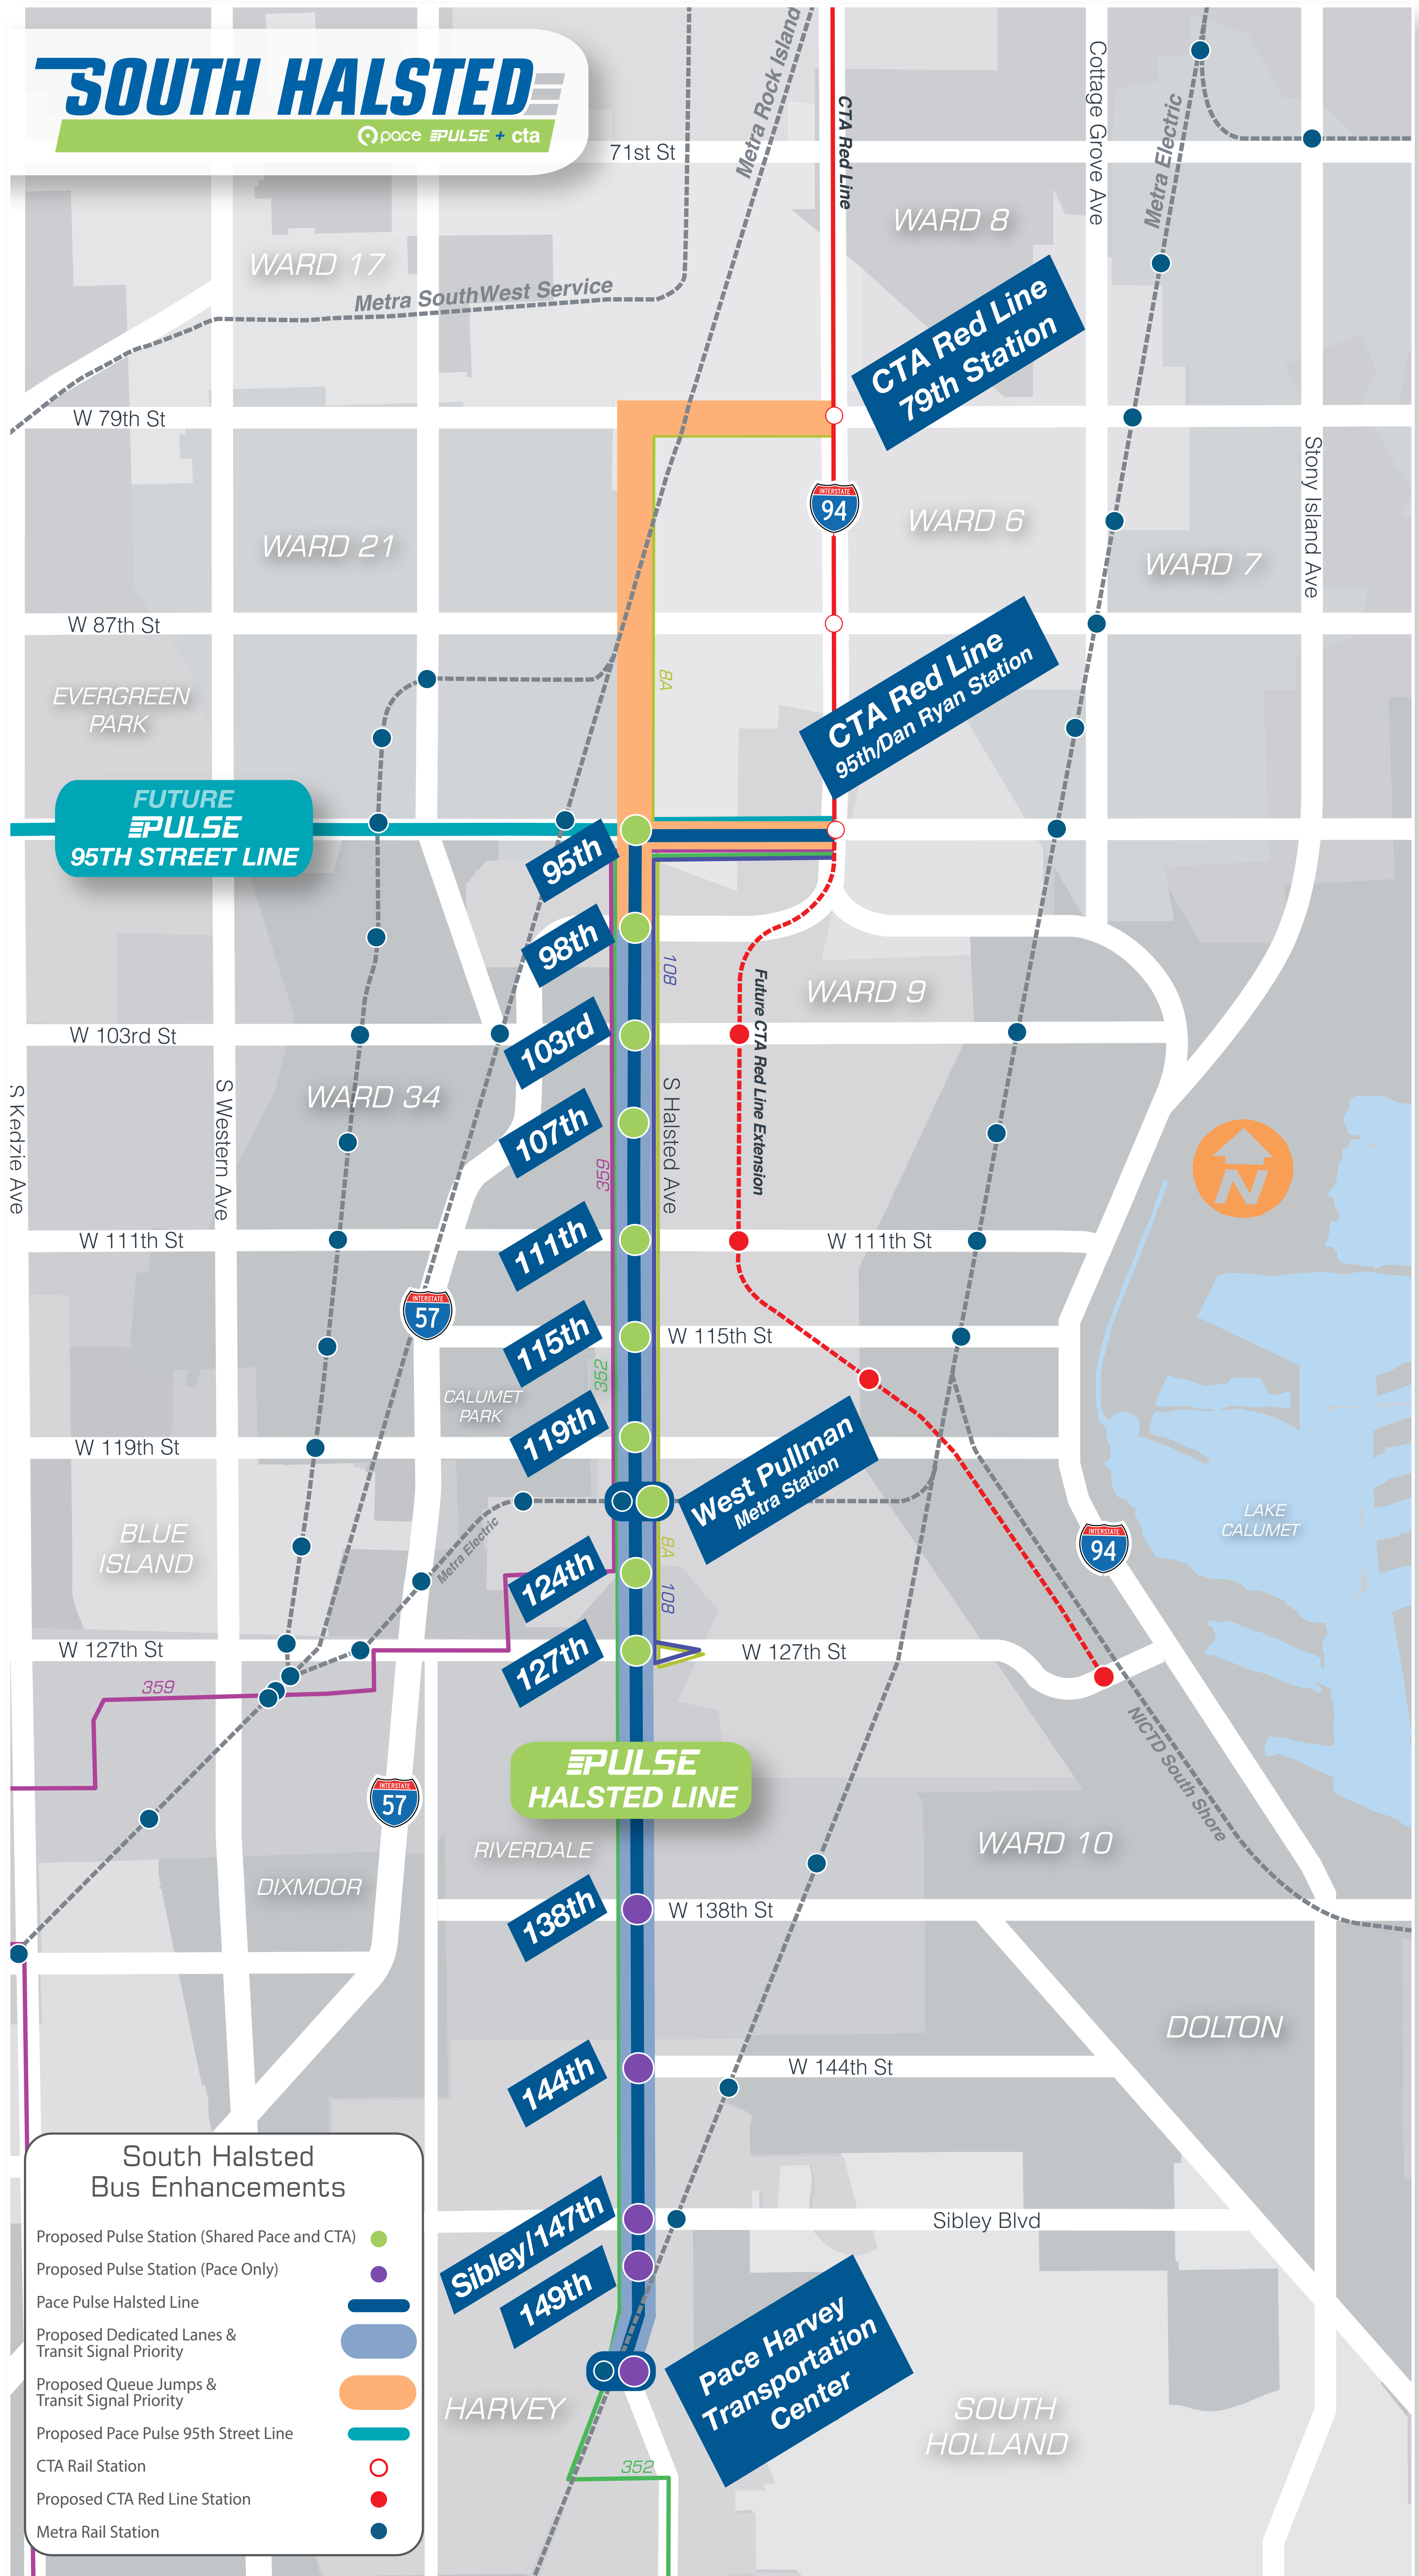 SOUTH HALSTED
pace PULSE + cta
71st St
Metra Rock Island
CTA Red Line
Cottage Grove Ave
Metra Electric
WARD 8
WARD 17
Metra SouthWest Service
CTA Red Line
79th Station
W 79th St
Stony Island Ave
INTERSTATE
94
WARD 6
WARD 21
WARD 7
W 87th St
8A
EVERGREEN
PARK
CTA Red Line
95th/Dan Ryan Station
FUTURE
PULSE
95TH STREET LINE
95th
98th
108
WARD 9
Future CTA Red Line Extension
W 103rd St
103rd
S Kedzie Ave
S Western Ave
WARD 34
S Halsted Ave
107th
359
N
W 111th St
111th
W 111th St
INTERSTATE
57
115th
W 115th St
352
CALUMET
PARK
119th
W 119th St
West Pullman
Metra Station
LAKE
CALUMET
BLUE
ISLAND
Metra Electric
8A
INTERSTATE
94
124th
108
W 127th St
127th
W 127th St
359
NICTD South Shore
PULSE
HALSTED LINE
INTERSTATE
57
RIVERDALE
WARD 10
DIXMOOR
138th
W 138th St
DOLTON
144th
W 144th St
Sibley/147th
Sibley Blvd
149th
Pace Harvey
Transportation
Center
HARVEY
SOUTH
HOLLAND
352
South Halsted
Bus Enhancements
Proposed Pulse Station (Shared Pace and CTA)
Proposed Pulse Station (Pace Only)
Pace Pulse Halsted Line
Proposed Dedicated Lanes &
Transit Signal Priority
Proposed Queue Jumps &
Transit Signal Priority
Proposed Pace Pulse 95th Street Line
CTA Rail Station
Proposed CTA Red Line Station
Metra Rail Station